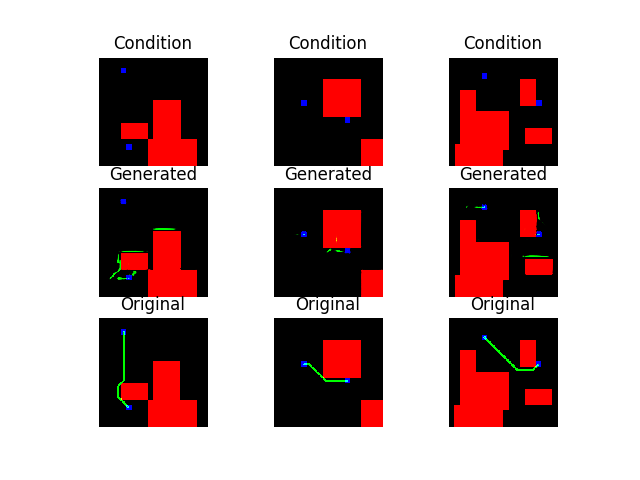 Condition Condition Condition
Generated Generated Generated
Original Original Original